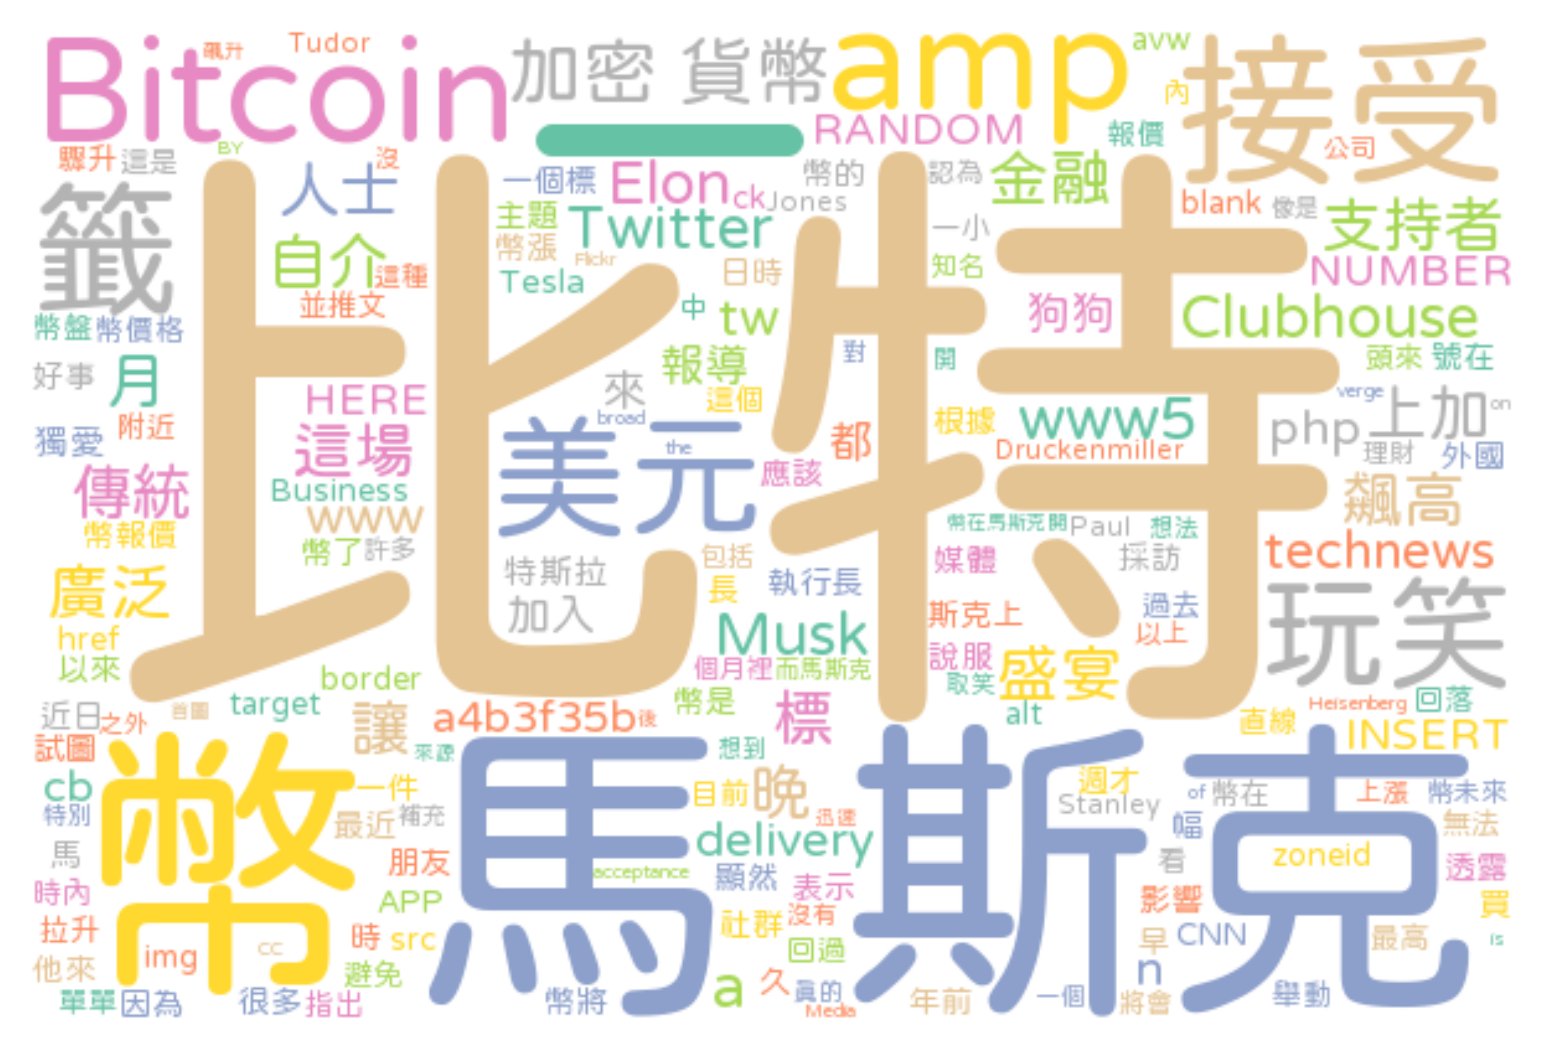 Bitcoin 飆升 Tudor 加密 貨幣 amp avw 接受
RANDOM 報價 內 公司
驟升 這是 BY 沒
籤 人士 一個標 Elon ck Jones 幣的 認為 金融 blank 像是 支持者
主題 Twitter 一小
自介 這種 幣漲 Flickr 日時 知名 NUMBER
並推文 Tesla 中 tw 狗狗 Clubhouse
幣盤 幣價格 報導 對 開 頭來 號在
好事 月 HERE 來 這個 verge 上加 on
獨愛 附近 broad 根據 www5 php
這場 美元 the 都 Druckenmiller 理財 外國
傳統 Business 應該 飆高
比特
幣報價 www 幣在馬斯克開 Paul 想法
幣了 許多 特斯拉 包括 媒體 採訪 technews
廣泛 加入 長 執行長 過去 玩笑
href Musk 斯克上 以上
以來 border 個月裡 而馬斯克 說服 盛宴
取笑
近日 之外 首圖 target 讓 a4b3f35b 後 幣是 標 alt 直線 Heisenberg 回落
試圖 來源 想到 INSERT
cb 幣 一件 馬斯克 目前 晚 週才 of 幣在 上漲 幣未來
特別 最近 補充 迅速 Stanley 幅 無法
馬 朋友 delivery 看 zoneid 透露
時內 APP acceptance 顯然 表示 影響 買
拉升 img cc 時 src 社群 沒有 早 CNN 最高 is
他來 避免 回過 n
單單 因為 很多 指出 幣將 a 久 真的 Media 年前 一個 將會 舉動